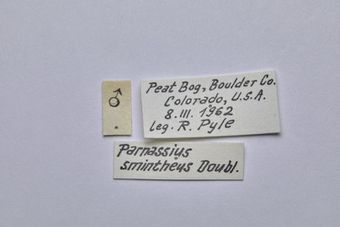 ♂
Peat Bog, Boulder Co.
Colorado, U.S.A.
8.III.1962
leg. R. Pyle
Parnassius
smintheus Doubl.